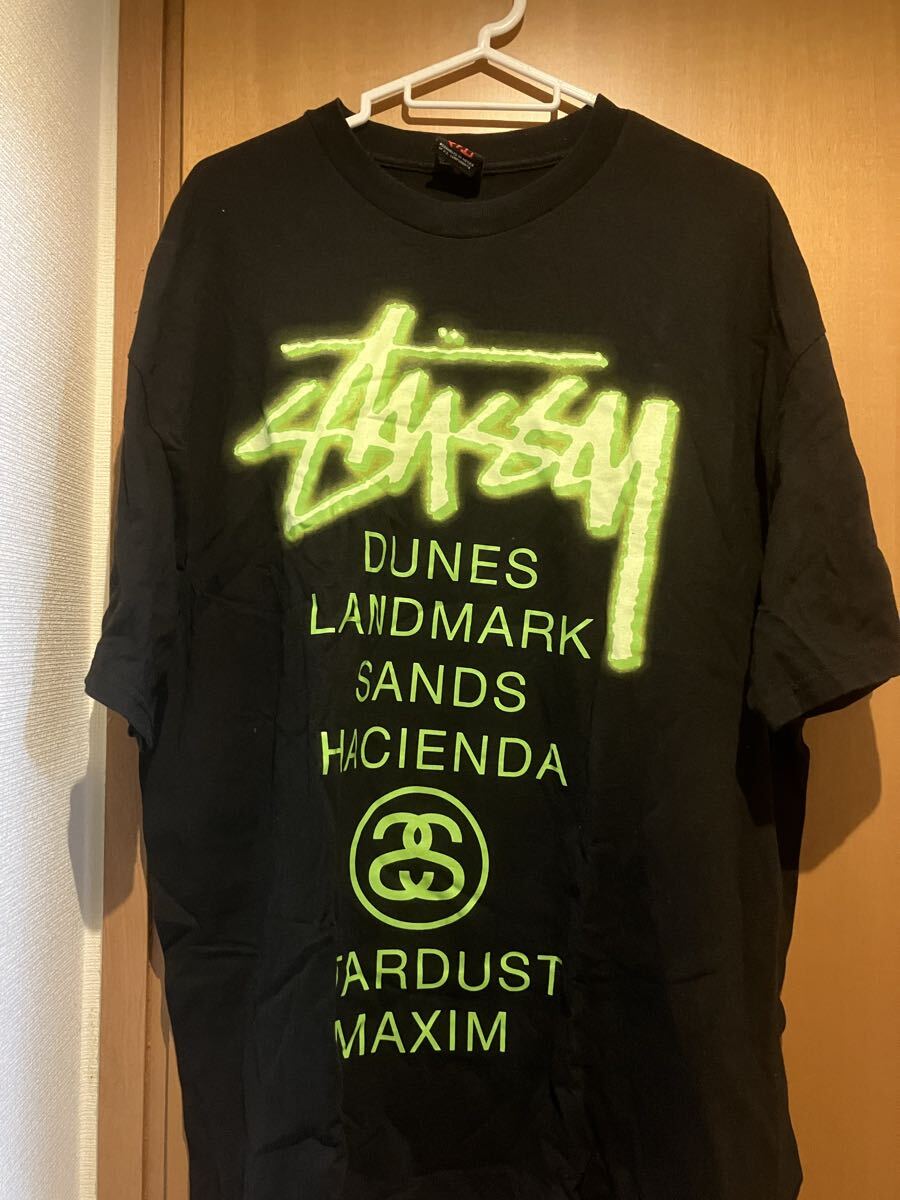 Stüssy
DUNES
LANDMARK
SANDS
HACIENDA
TARDUST
MAXIM